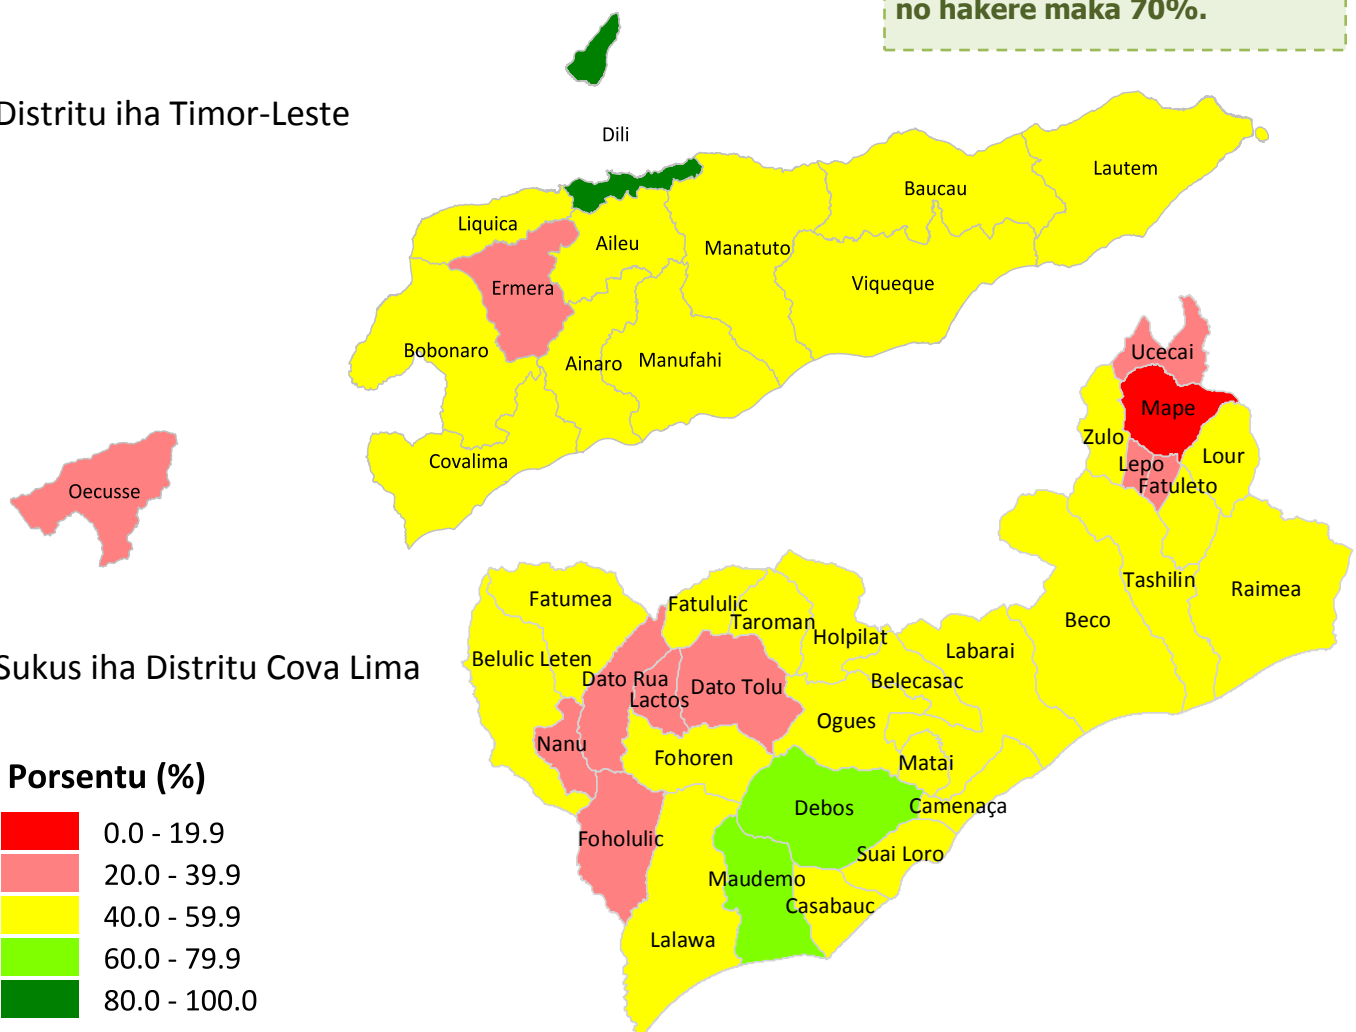 no hakere maka 70%.
Distritu iha Timor-Leste
Dili
Lautem
Baucau
Liquica
Aileu
Manatuto
Viqueque
Ermera
Bobonaro
Ainaro
Manufahi
Covalima
Oecusse
Ucecai
Mape
Zulo
Lepo
Lour
Fatuleto
Tashilin
Raimea
Beco
Fatumea
Fatululic
Taroman
Holpilat
Labarai
Belulic Leten
Dato Rua
Lactos
Dato Tolu
Belecasac
Ogues
Nanu
Fohoren
Matai
Debos
Camenaça
Foholulic
Suai Loro
Maudemo
Casabauc
Lalawa
Sukus iha Distritu Cova Lima
Porsentu (%)
0.0 - 19.9
20.0 - 39.9
40.0 - 59.9
60.0 - 79.9
80.0 - 100.0